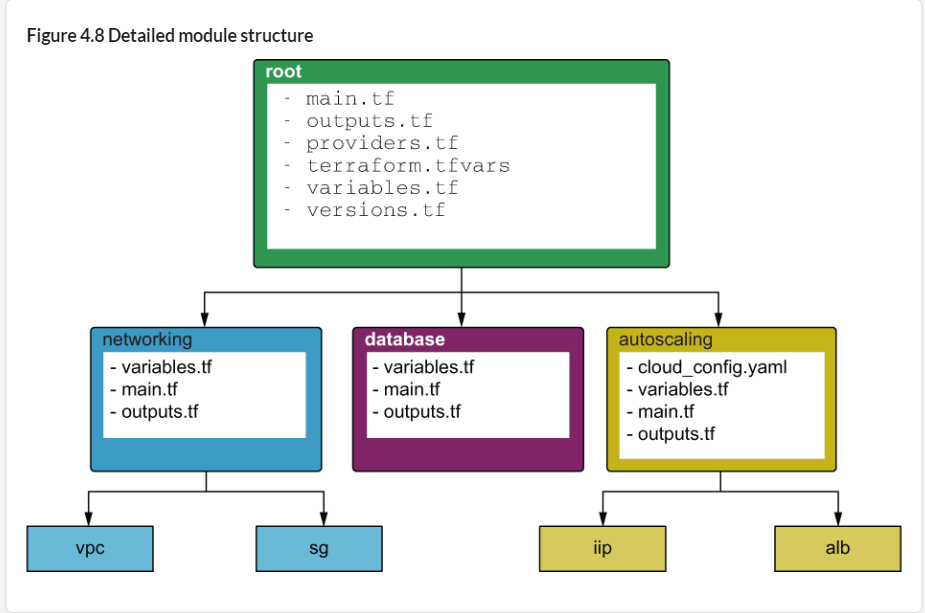 Figure 4.8 Detailed module structure
root
- main.tf
- outputs.tf
- providers.tf
- terraform.tfvars
- variables.tf
- versions.tf
networking
- variables.tf
- main.tf
- outputs.tf
database
- variables.tf
- main.tf
- outputs.tf
autoscaling
- cloud_config.yaml
- variables.tf
- main.tf
- outputs.tf
vpc
sg
iip
alb